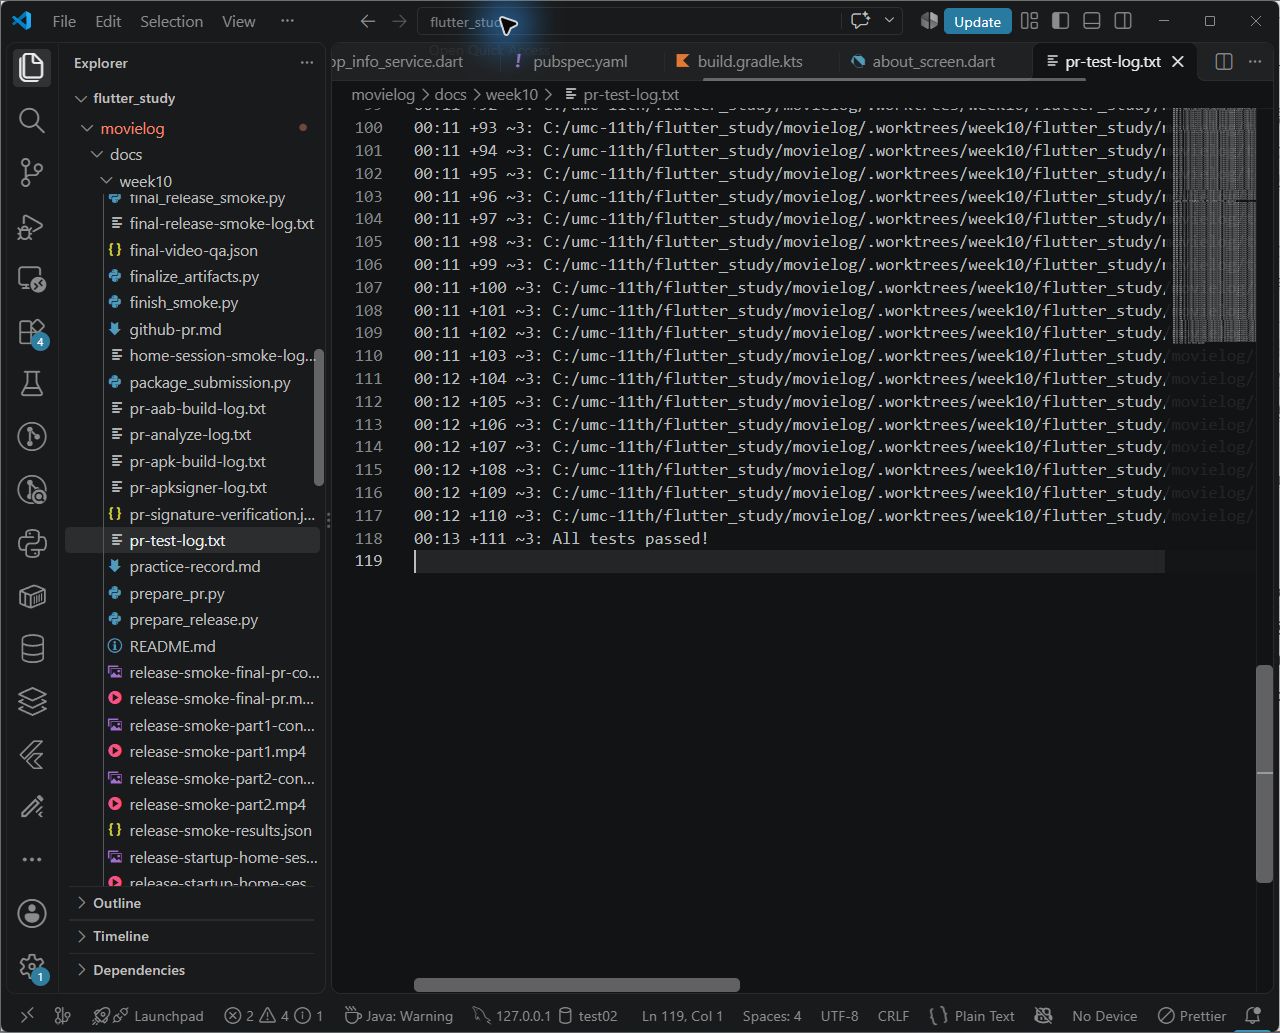 File Edit Selection View ···
flutter_stu
Update
Explorer
flutter_study
movielog
docs
week10
final_release_smoke.py
final-release-smoke-log.txt
final-video-qa.json
finalize_artifacts.py
finish_smoke.py
github-pr.md
home-session-smoke-log...
package_submission.py
pr-aab-build-log.txt
pr-analyze-log.txt
pr-apk-build-log.txt
pr-apksigner-log.txt
pr-signature-verification.j...
pr-test-log.txt
practice-record.md
prepare_pr.py
prepare_release.py
README.md
release-smoke-final-pr-co...
release-smoke-final-pr.m...
release-smoke-part1-con...
release-smoke-part1.mp4
release-smoke-part2-con...
release-smoke-part2.mp4
release-smoke-results.json
release-startup-home-ses...
release-startup-home-ses
Outline
Timeline
Dependencies
4
1
pp_info_service.dart
pubspec.yaml
build.gradle.kts
about_screen.dart
pr-test-log.txt
movielog > docs > week10 > pr-test-log.txt
100 00:11 +93 ~3: C:/umc-11th/flutter_study/movielog/.worktrees/week10/flutter_study/
101 00:11 +94 ~3: C:/umc-11th/flutter_study/movielog/.worktrees/week10/flutter_study/
102 00:11 +95 ~3: C:/umc-11th/flutter_study/movielog/.worktrees/week10/flutter_study/
103 00:11 +96 ~3: C:/umc-11th/flutter_study/movielog/.worktrees/week10/flutter_study/
104 00:11 +97 ~3: C:/umc-11th/flutter_study/movielog/.worktrees/week10/flutter_study/
105 00:11 +98 ~3: C:/umc-11th/flutter_study/movielog/.worktrees/week10/flutter_study/
106 00:11 +99 ~3: C:/umc-11th/flutter_study/movielog/.worktrees/week10/flutter_study/
107 00:11 +100 ~3: C:/umc-11th/flutter_study/movielog/.worktrees/week10/flutter_study/
108 00:11 +101 ~3: C:/umc-11th/flutter_study/movielog/.worktrees/week10/flutter_study/
109 00:11 +102 ~3: C:/umc-11th/flutter_study/movielog/.worktrees/week10/flutter_study/
110 00:11 +103 ~3: C:/umc-11th/flutter_study/movielog/.worktrees/week10/flutter_study/movielog/
111 00:12 +104 ~3: C:/umc-11th/flutter_study/movielog/.worktrees/week10/flutter_study/movielog/
112 00:12 +105 ~3: C:/umc-11th/flutter_study/movielog/.worktrees/week10/flutter_study/movielog/
113 00:12 +106 ~3: C:/umc-11th/flutter_study/movielog/.worktrees/week10/flutter_study/movielog/
114 00:12 +107 ~3: C:/umc-11th/flutter_study/movielog/.worktrees/week10/flutter_study/movielog/
115 00:12 +108 ~3: C:/umc-11th/flutter_study/movielog/.worktrees/week10/flutter_study/movielog/
116 00:12 +109 ~3: C:/umc-11th/flutter_study/movielog/.worktrees/week10/flutter_study/movielog/
117 00:12 +110 ~3: C:/umc-11th/flutter_study/movielog/.worktrees/week10/flutter_study/movielog/
118 00:13 +111 ~3: All tests passed!
119
Launchpad 2 4 1 Java: Warning 127.0.0.1 test02 Ln 119, Col 1 Spaces: 4 UTF-8 CRLF { } Plain Text No Device Prettier